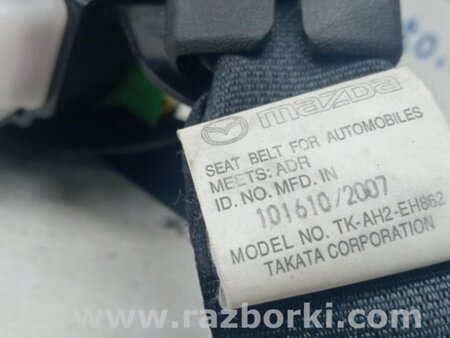 to.
mazda
SEAT BELT FOR AUTOMOBILES
MEETS: ADR
ID. NO. MFD. IN
101610/2007
MODEL NO. TK-AH2-EH862
TAKATA CORPORATION
www.razborki.com